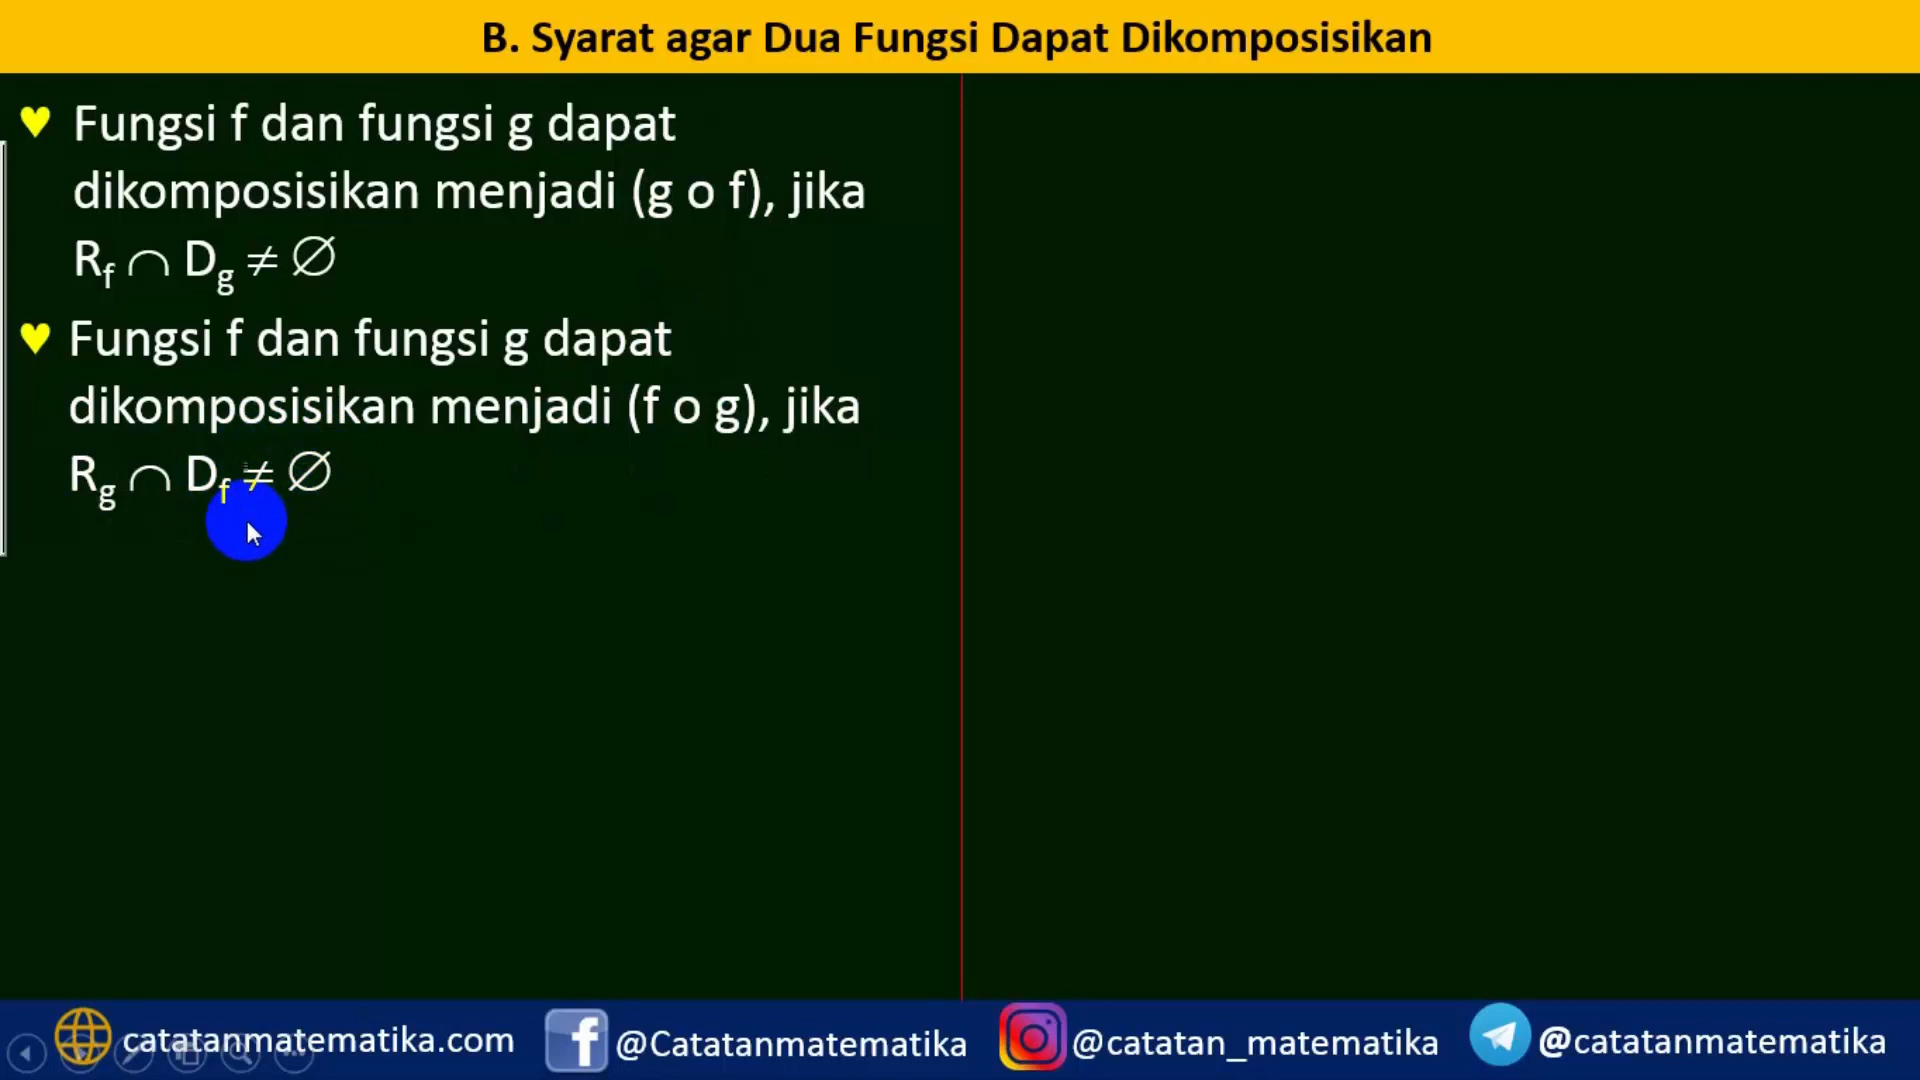 B. Syarat agar Dua Fungsi Dapat Dikomposisikan
♥ Fungsi f dan fungsi g dapat
dikomposisikan menjadi (g o f), jika
R_f ∩ D_g ≠ ∅
♥ Fungsi f dan fungsi g dapat
dikomposisikan menjadi (f o g), jika
R_g ∩ D_f ≠ ∅
catatanmatematika.com @Catatanmatematika @catatan_matematika @catatanmatematika